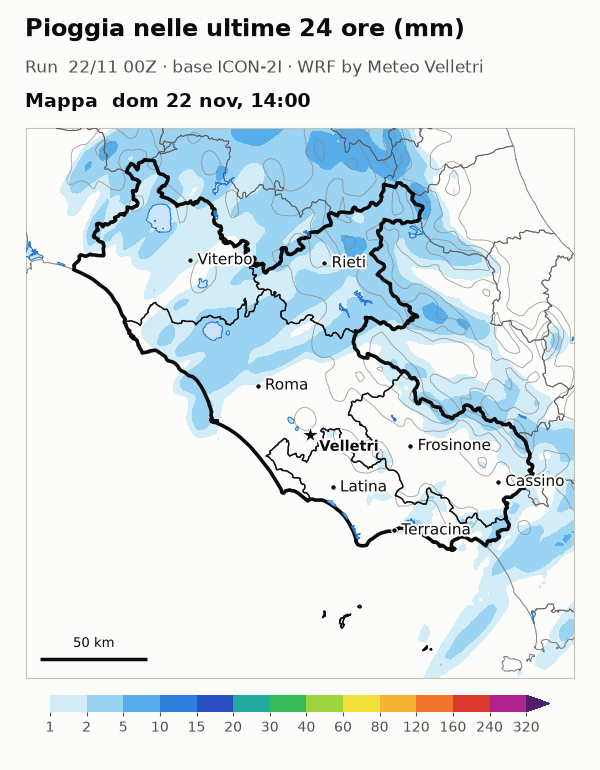 Pioggia nelle ultime 24 ore (mm)
Run  22/11 00Z · base ICON-2I · WRF by Meteo Velletri
Mappa  dom 22 nov, 14:00
Viterbo
Rieti
Roma
Velletri
Frosinone
Cassino
Latina
Terracina
50 km
1 2 5 10 15 20 30 40 60 80 120 160 240 320